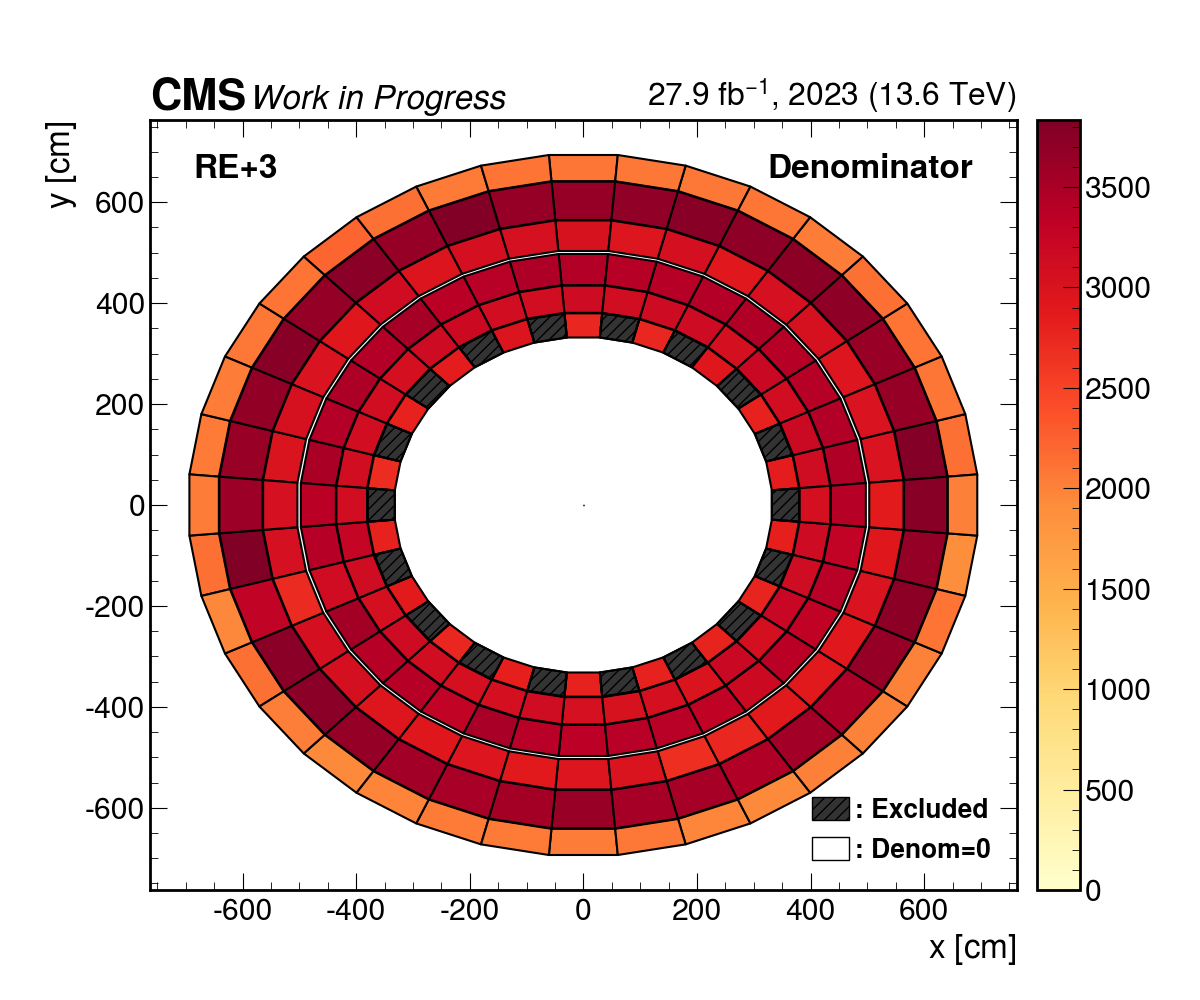 CMS Work in Progress
27.9 fb⁻¹, 2023 (13.6 TeV)
y [cm]
RE+3
Denominator
600
400
200
0
-200
-400
-600
3500
3000
2500
2000
1500
1000
500
0
: Excluded
: Denom=0
-600 -400 -200 0 200 400 600
x [cm]